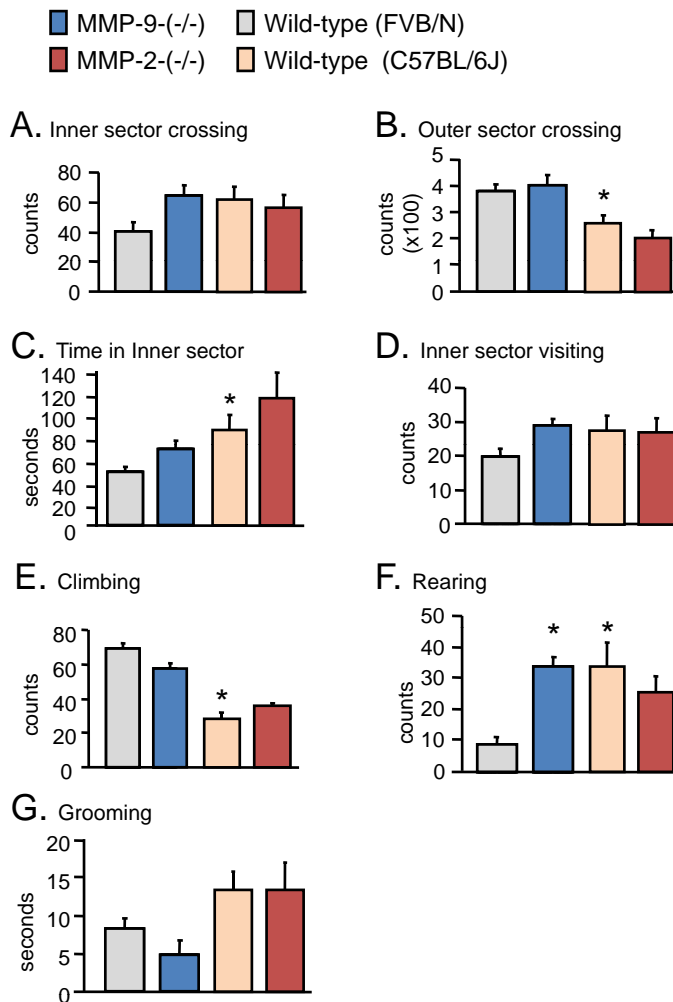 MMP-9-(-/-) Wild-type (FVB/N)
MMP-2-(-/-) Wild-type (C57BL/6J)
A. Inner sector crossing
80
60
40
20
0
counts
B. Outer sector crossing
5
4
3
2
1
0
counts
(x100)
*
C. Time in Inner sector
140
120
100
80
60
40
20
0
seconds
*
D. Inner sector visiting
40
30
20
10
0
counts
E. Climbing
80
60
40
20
0
counts
*
F. Rearing
50
40
30
20
10
0
counts
* *
G. Grooming
20
15
10
5
0
seconds